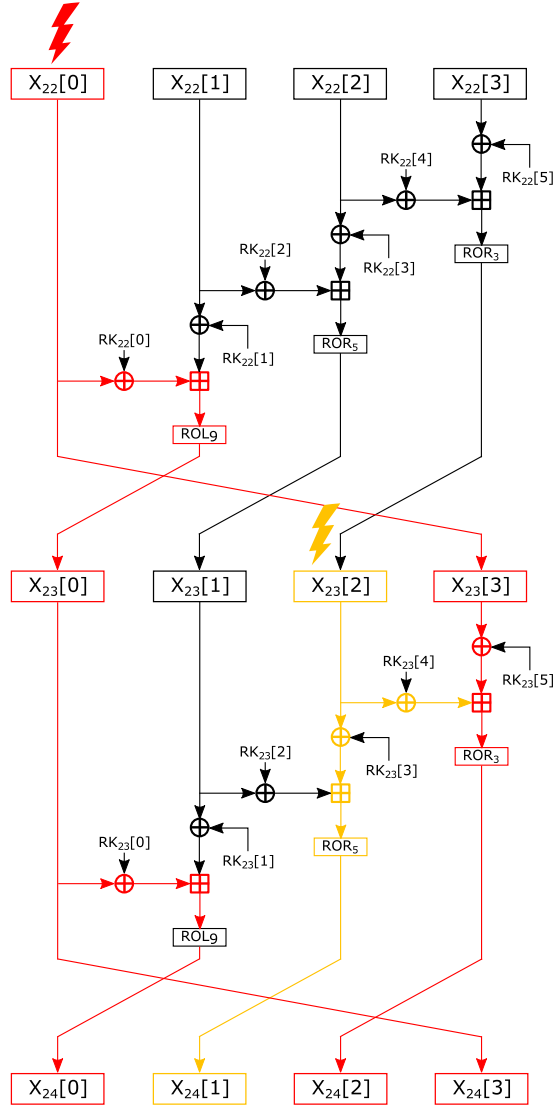 X₂₂[0] X₂₂[1] X₂₂[2] X₂₂[3]
RK₂₂[4]
RK₂₂[5]
RK₂₂[2]
ROR₃
RK₂₂[3]
RK₂₂[0]
ROR₅
RK₂₂[1]
ROL₉
X₂₃[0] X₂₃[1] X₂₃[2] X₂₃[3]
RK₂₃[4]
RK₂₃[5]
RK₂₃[2]
ROR₃
RK₂₃[3]
RK₂₃[0]
ROR₅
RK₂₃[1]
ROL₉
X₂₄[0] X₂₄[1] X₂₄[2] X₂₄[3]